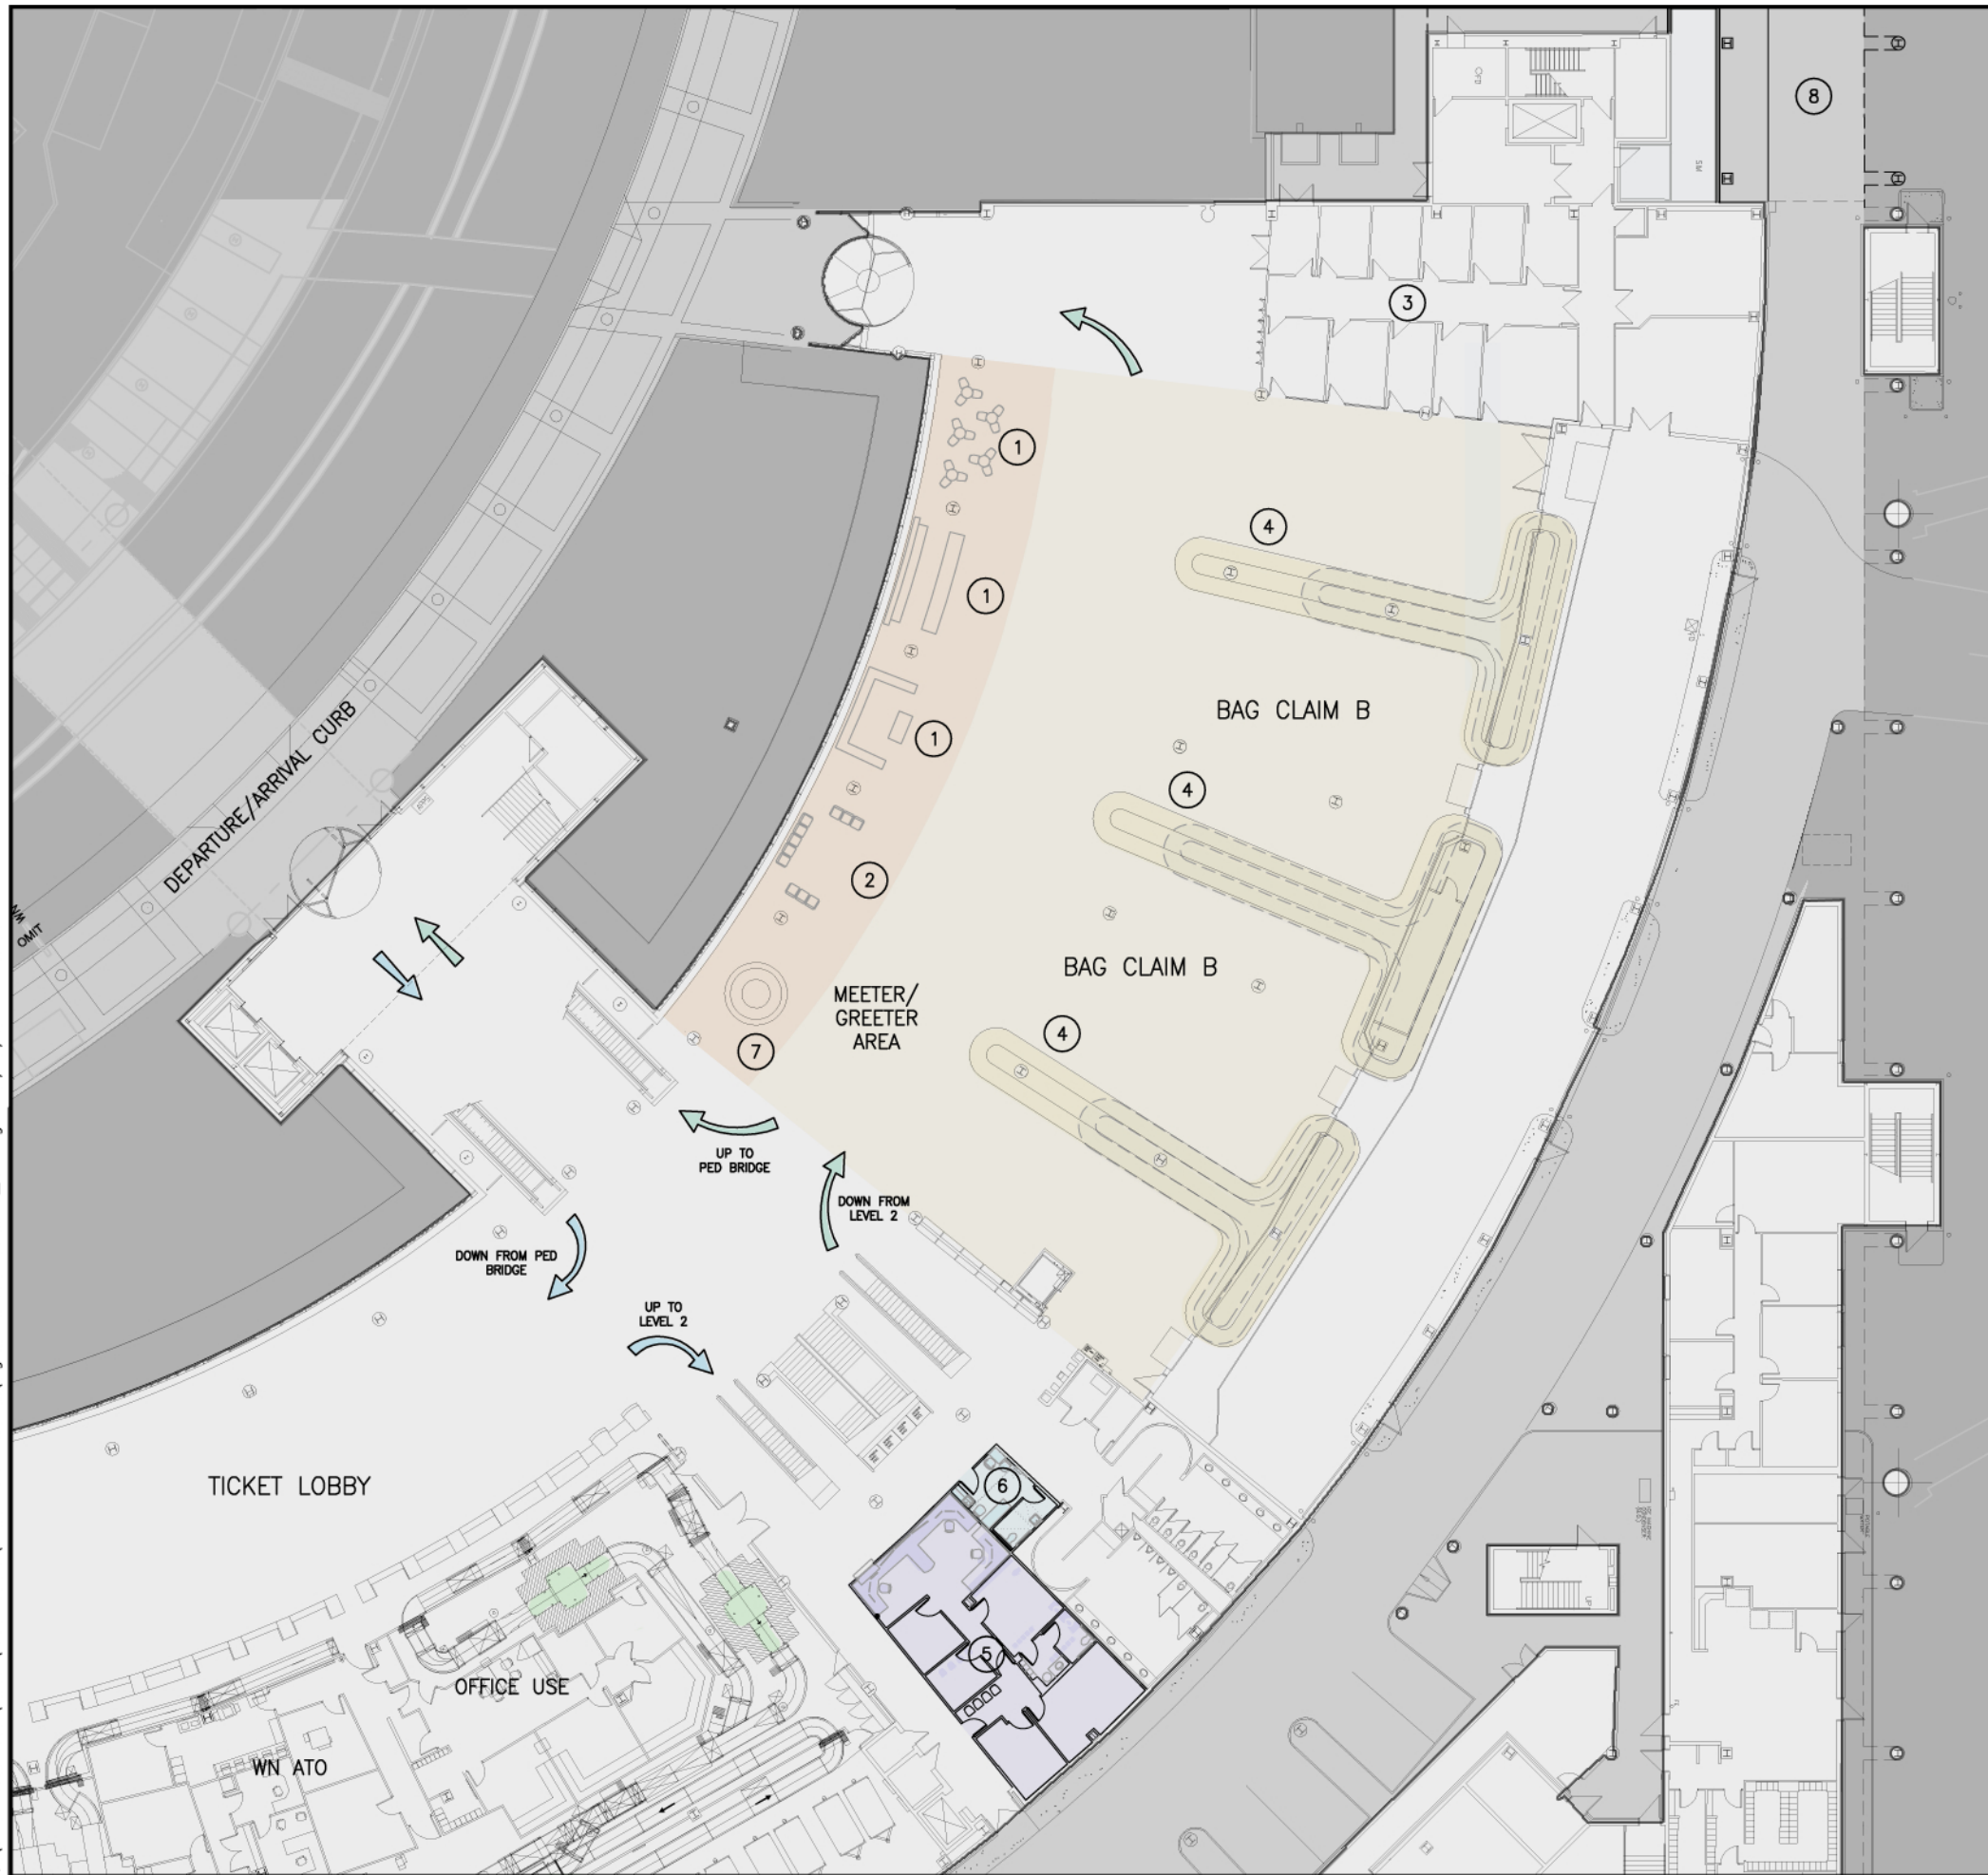 8
3
1
4
1
BAG CLAIM B
1
4
DEPARTURE/ARRIVAL CURB
2
BAG CLAIM B
OMIT
MEETER/
GREETER
AREA
4
7
UP TO
PED BRIDGE
DOWN FROM
LEVEL 2
DOWN FROM PED
BRIDGE
UP TO
LEVEL 2
TICKET LOBBY
6
5
OFFICE USE
WN ATO